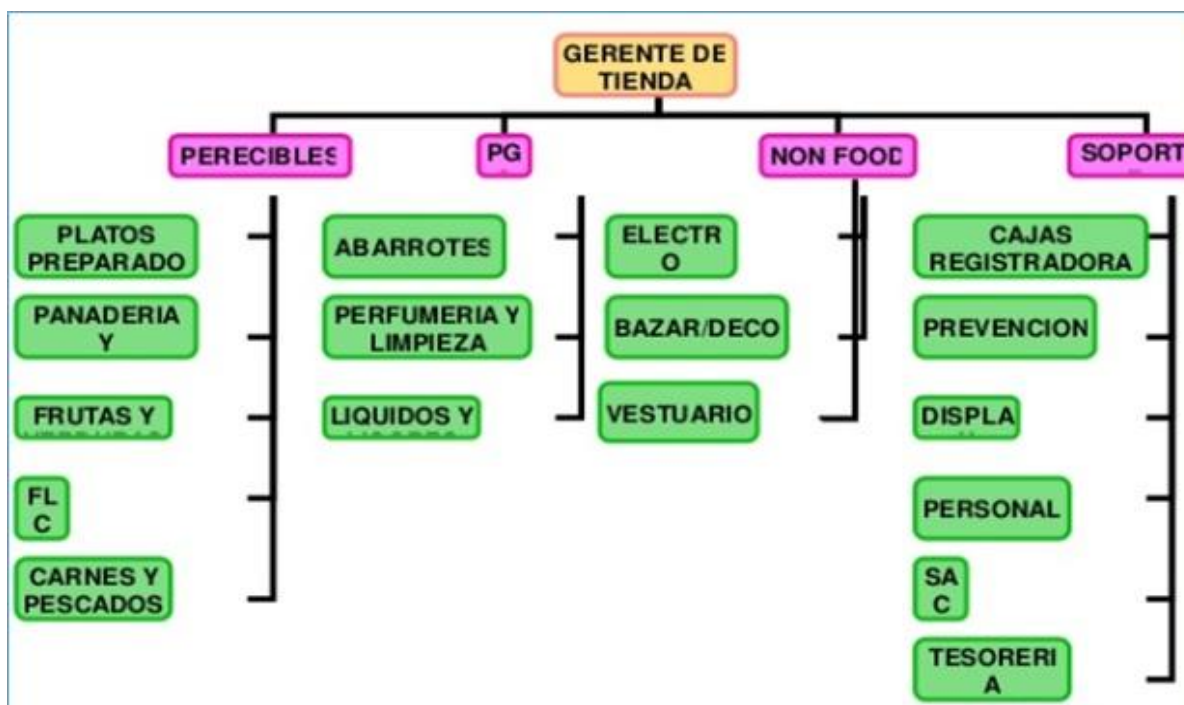 GERENTE DE
TIENDA
PERECIBLES
PG
NON FOOD
SOPORT
PLATOS
PREPARADO
PANADERIA
Y
FRUTAS Y
FL
C
CARNES Y
PESCADOS
ABARROTES
PERFUMERIA Y
LIMPIEZA
LIQUIDOS Y
ELECTR
O
BAZAR/DECO
VESTUARIO
CAJAS
REGISTRADORA
PREVENCION
DISPLA
PERSONAL
SA
C
TESORERI
A